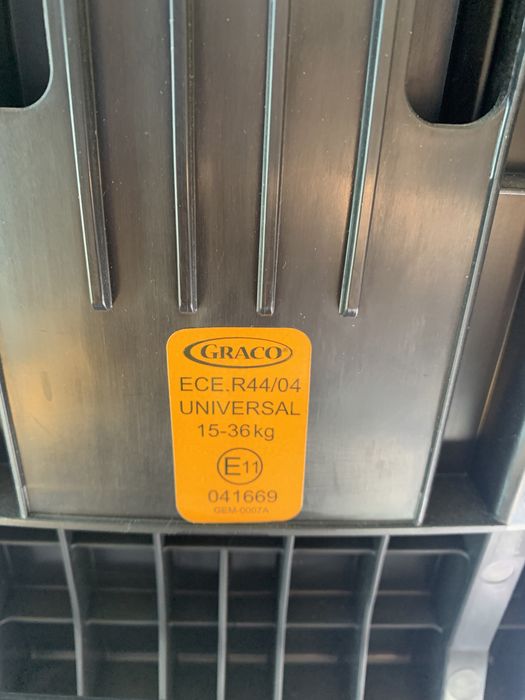 GRACO®
ECE.R44/04
UNIVERSAL
15-36kg
E11
041669
GEM-0007A